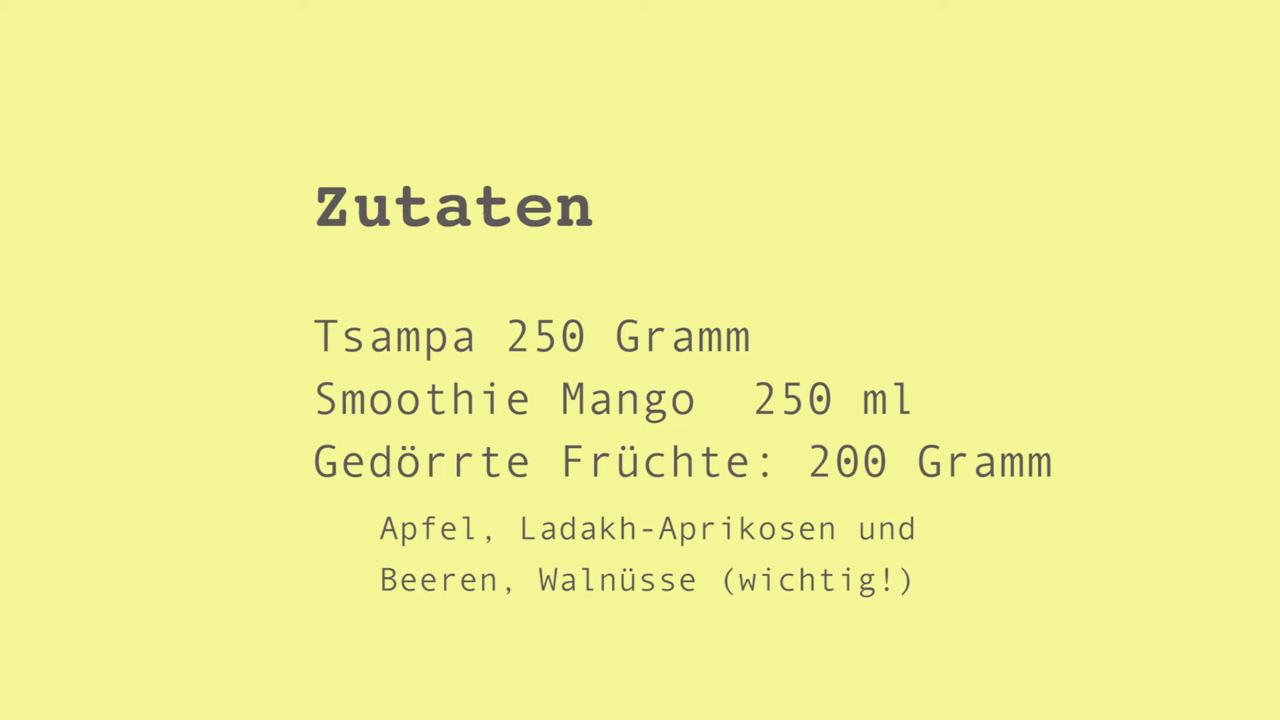 Zutaten
Tsampa 250 Gramm
Smoothie Mango  250 ml
Gedörrte Früchte: 200 Gramm
Apfel, Ladakh-Aprikosen und
Beeren, Walnüsse (wichtig!)